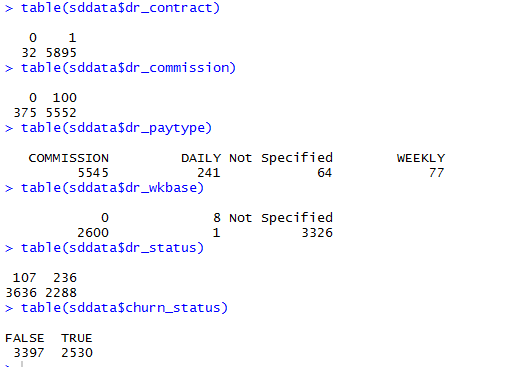 > table(sddata$dr_contract)
   0    1
  32 5895
> table(sddata$dr_commission)
   0  100
 375 5552
> table(sddata$dr_paytype)
   COMMISSION         DAILY Not Specified        WEEKLY
         5545           241            64            77
> table(sddata$dr_wkbase)
            0             8 Not Specified
         2600             1          3326
> table(sddata$dr_status)
 107  236
3636 2288
> table(sddata$churn_status)
FALSE  TRUE
 3397  2530
>